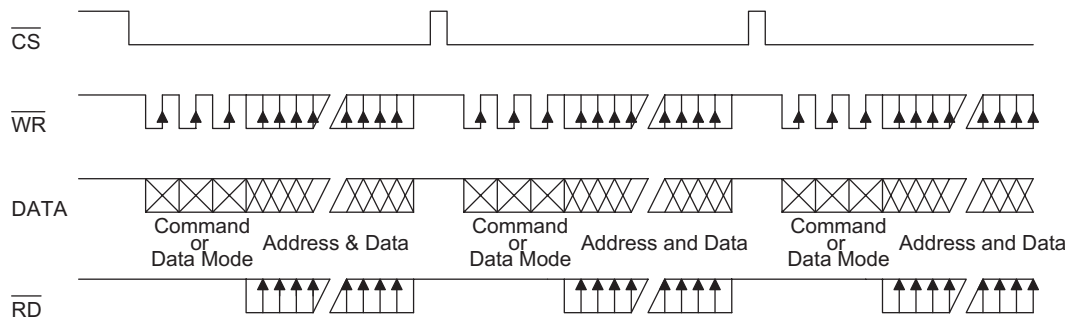 CS
WR
DATA
Command
or
Data Mode
Address & Data
Command
or
Data Mode
Address and Data
Command
or
Data Mode
Address and Data
RD